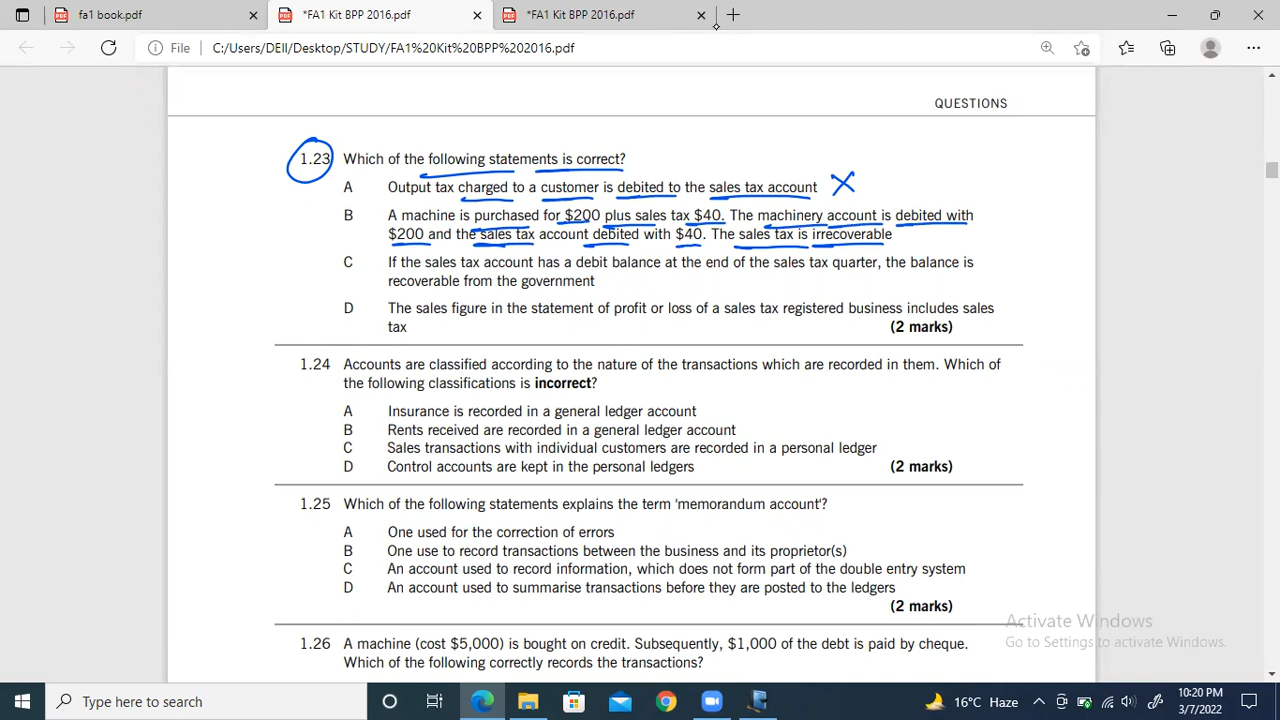 fa1 book.pdf
*FA1 Kit BPP 2016.pdf
*FA1 Kit BPP 2016.pdf
File
C:/Users/DEll/Desktop/STUDY/FA1%20Kit%20BPP%202016.pdf
QUESTIONS
1.23 Which of the following statements is correct?
A Output tax charged to a customer is debited to the sales tax account
B A machine is purchased for $200 plus sales tax $40. The machinery account is debited with
$200 and the sales tax account debited with $40. The sales tax is irrecoverable
C If the sales tax account has a debit balance at the end of the sales tax quarter, the balance is
recoverable from the government
D The sales figure in the statement of profit or loss of a sales tax registered business includes sales
tax (2 marks)
1.24 Accounts are classified according to the nature of the transactions which are recorded in them. Which of
the following classifications is incorrect?
A Insurance is recorded in a general ledger account
B Rents received are recorded in a general ledger account
C Sales transactions with individual customers are recorded in a personal ledger
D Control accounts are kept in the personal ledgers (2 marks)
1.25 Which of the following statements explains the term 'memorandum account'?
A One used for the correction of errors
B One use to record transactions between the business and its proprietor(s)
C An account used to record information, which does not form part of the double entry system
D An account used to summarise transactions before they are posted to the ledgers
(2 marks)
Activate Windows
Go to Settings to activate Windows.
1.26 A machine (cost $5,000) is bought on credit. Subsequently, $1,000 of the debt is paid by cheque.
Which of the following correctly records the transactions?
Type here to search
16°C Haze
10:20 PM
3/7/2022